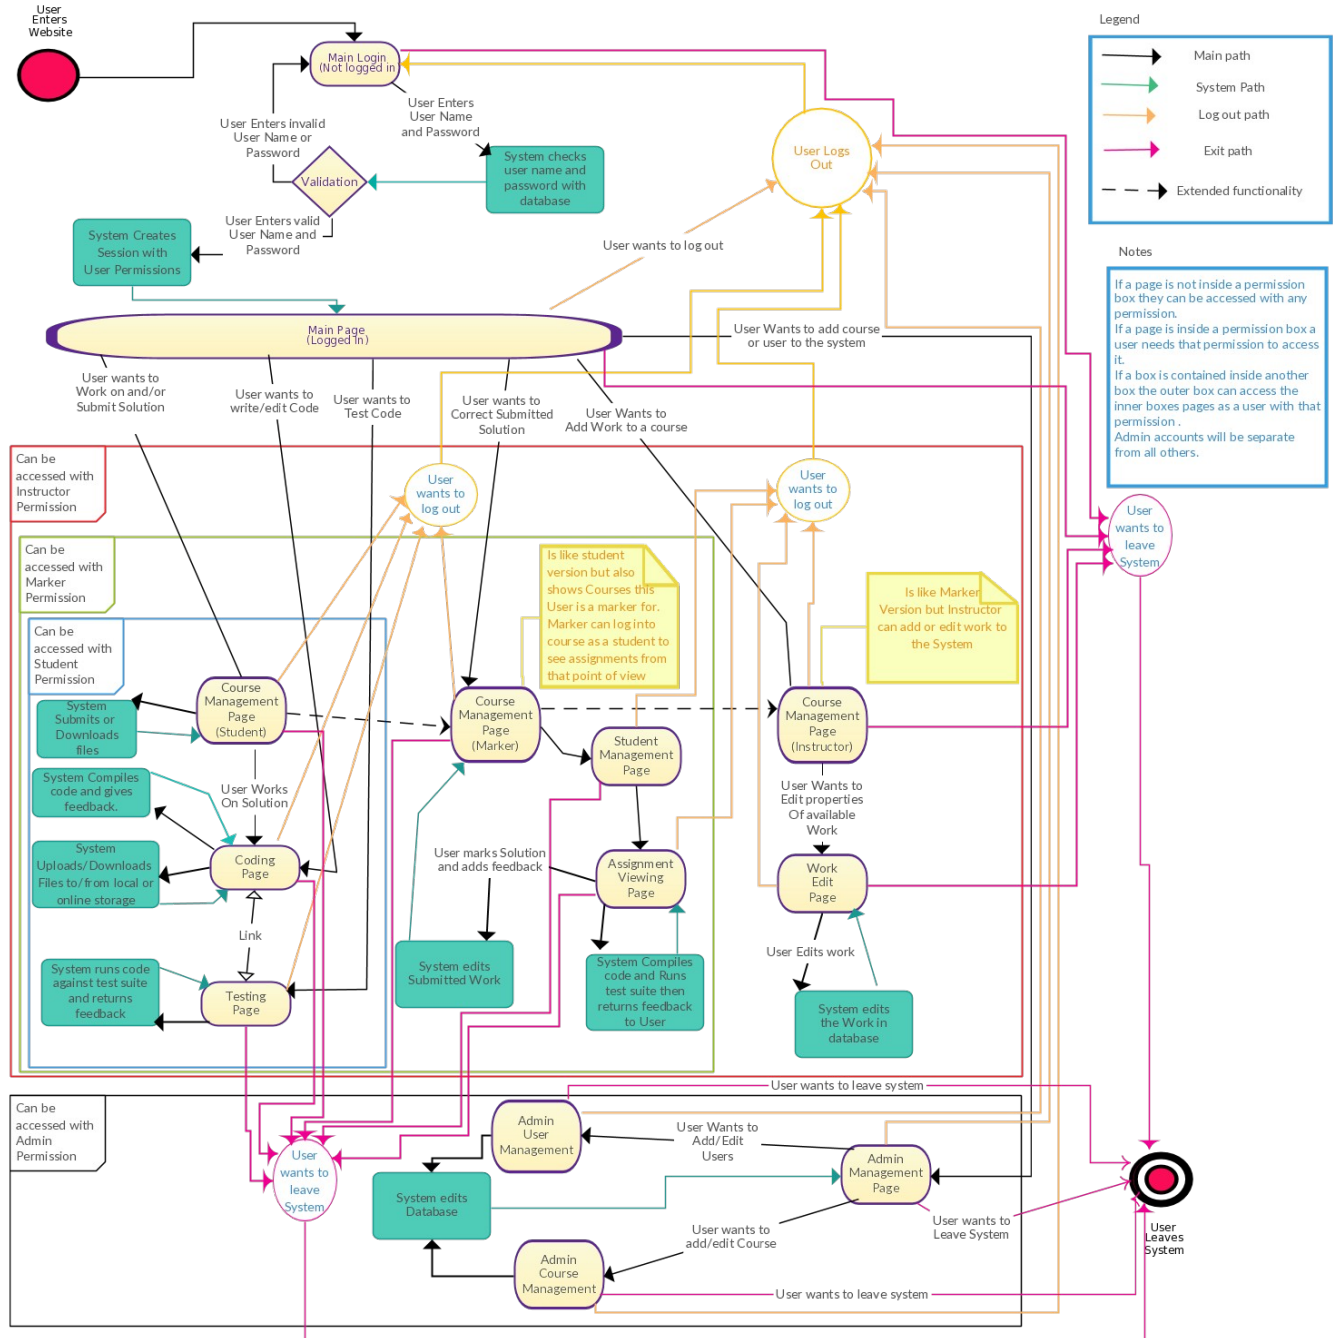 User
Enters
Website
Main Login
(Not logged in
User Enters
User Name
and Password
User Enters invalid
User Name or
Password
Validation
System checks
user name and
password with
database
User Enters valid
User Name and
Password
System Creates
Session with
User Permissions
User Logs
Out
User wants to log out
Main Page
(Logged In)
User Wants to add course
or user to the system
User wants to
Work on and/or
Submit Solution
User wants to
write/edit Code
User wants to
Test Code
User wants to
Correct Submitted
Solution
User Wants to
Add Work to a course
Legend
Main path
System Path
Log out path
Exit path
Extended functionality
Notes
If a page is not inside a permission
box they can be accessed with any
permission.
If a page is inside a permission box a
user needs that permission to access
it.
If a box is contained inside another
box the outer box can access the
inner boxes pages as a user with that
permission .
Admin accounts will be separate
from all others.
Can be
accessed with
Instructor
Permission
User
wants to
log out
User
wants to
log out
User
wants to
leave
System
Can be
accessed with
Marker
Permission
Is like student
version but also
shows Courses this
User is a marker for.
Marker can log into
course as a student to
see assignments from
that point of view
Is like Marker
Version but Instructor
can add or edit work to
the System
Can be
accessed with
Student
Permission
Course
Management
Page
(Student)
System
Submits or
Downloads
files
Course
Management
Page
(Marker)
Student
Management
Page
Course
Management
Page
(Instructor)
System Compiles
code and gives
feedback.
User Works
On Solution
User Wants to
Edit properties
Of available
Work
System
Uploads/Downloads
Files to/from local or
online storage
Coding
Page
User marks Solution
and adds feedback
Assignment
Viewing
Page
Work
Edit
Page
Link
System runs code
against test suite
and returns
feedback
Testing
Page
System edits
Submitted Work
System Compiles
code and Runs
test suite then
returns feedback
to User
User Edits work
System edits
the Work in
database
User wants to leave system
Can be
accessed with
Admin
Permission
User
wants to
leave
System
Admin
User
Management
User Wants to
Add/Edit
Users
Admin
Management
Page
System edits
Database
User wants to
add/edit Course
User wants to
Leave System
User
Leaves
System
Admin
Course
Management
User wants to leave system